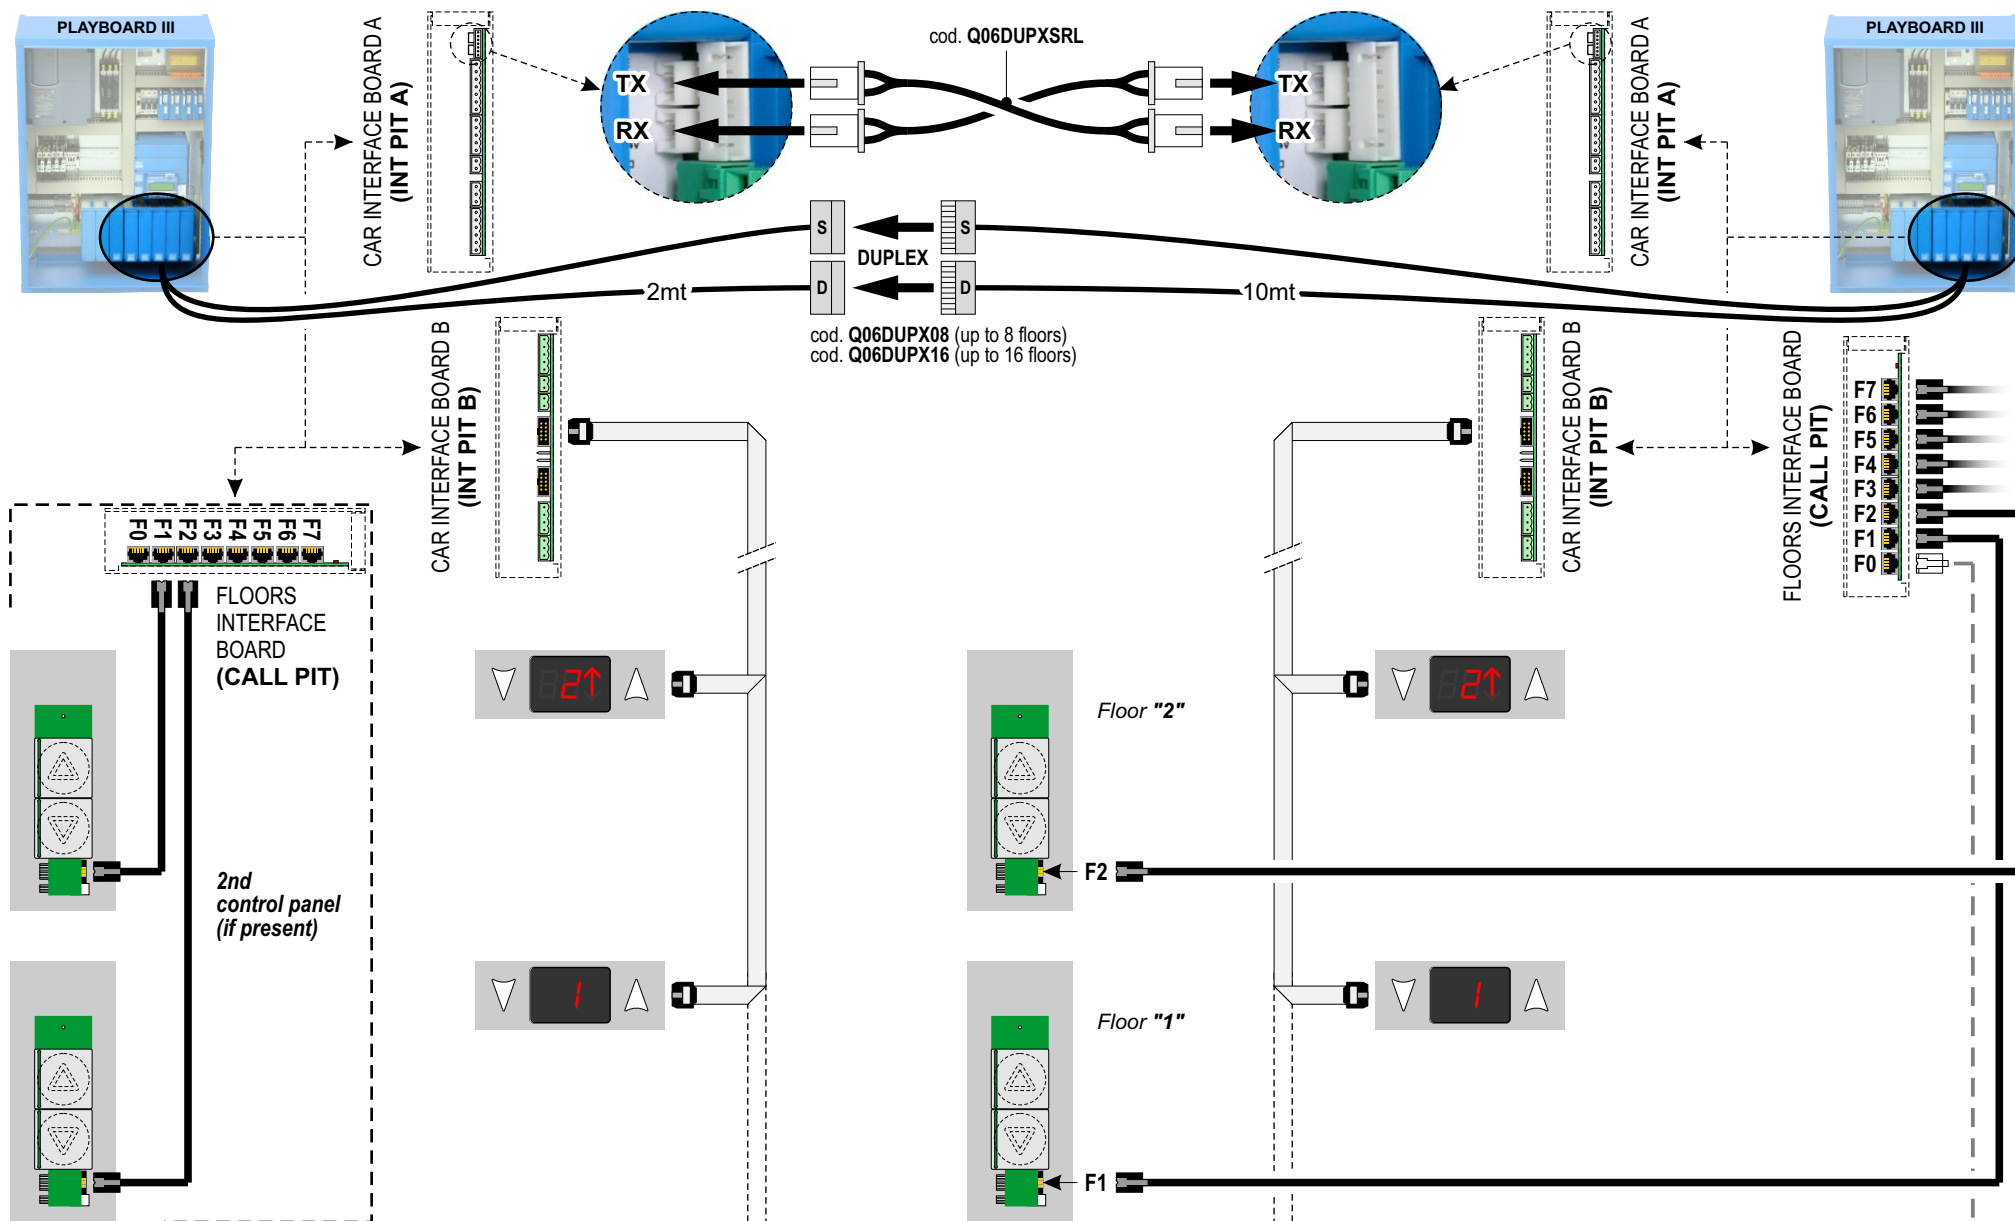 PLAYBOARD III
CAR INTERFACE BOARD A
(INT PIT A)
TX
RX
cod. Q06DUPXSRL
TX
RX
CAR INTERFACE BOARD A
(INT PIT A)
PLAYBOARD III
S
S
DUPLEX
D
D
2mt
10mt
cod. Q06DUPX08 (up to 8 floors)
cod. Q06DUPX16 (up to 16 floors)
CAR INTERFACE BOARD B
(INT PIT B)
CAR INTERFACE BOARD B
(INT PIT B)
FLOORS INTERFACE BOARD
(CALL PIT)
F7
F6
F5
F4
F3
F2
F1
F0
F0 F1 F2 F3 F4 F5 F6 F7
FLOORS
INTERFACE
BOARD
(CALL PIT)
2
2
Floor "2"
F2
2nd
control panel
(if present)
1
1
Floor "1"
F1